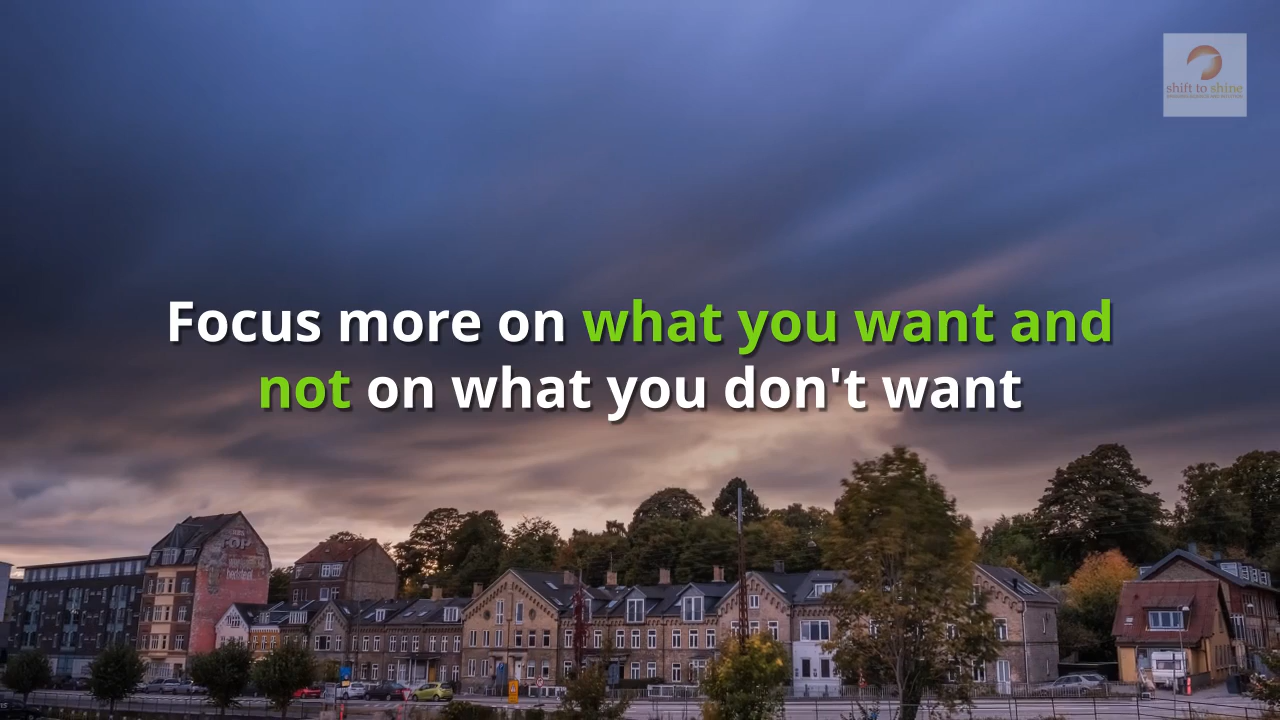 shift to shine
Focus more on what you want and
not on what you don't want